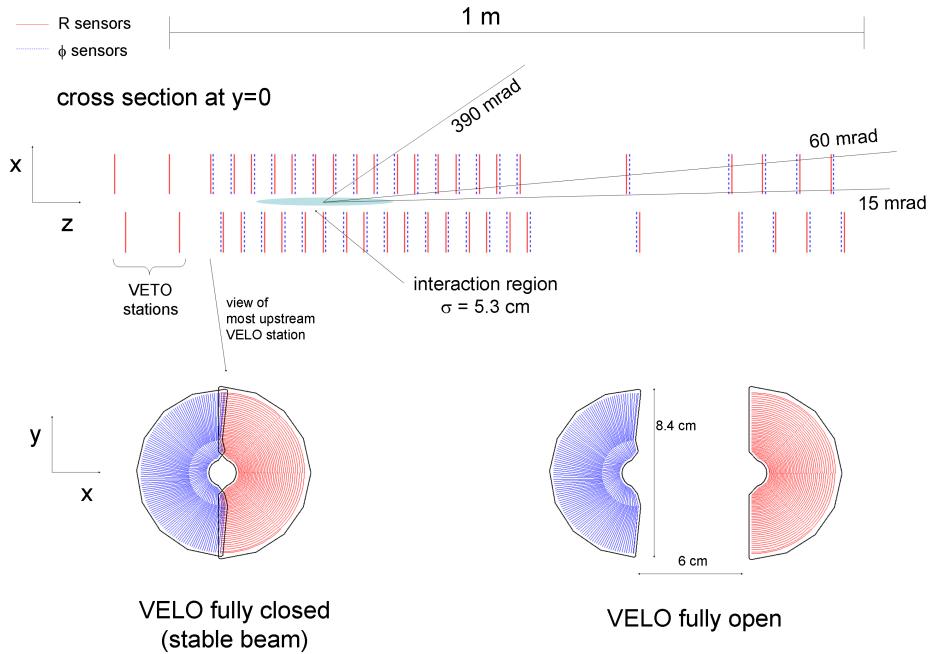 R sensors
ϕ sensors
1 m
cross section at y=0
390 mrad
60 mrad
15 mrad
x
z
VETO
stations
view of
most upstream
VELO station
interaction region
σ = 5.3 cm
y
x
8.4 cm
6 cm
VELO fully closed
(stable beam)
VELO fully open